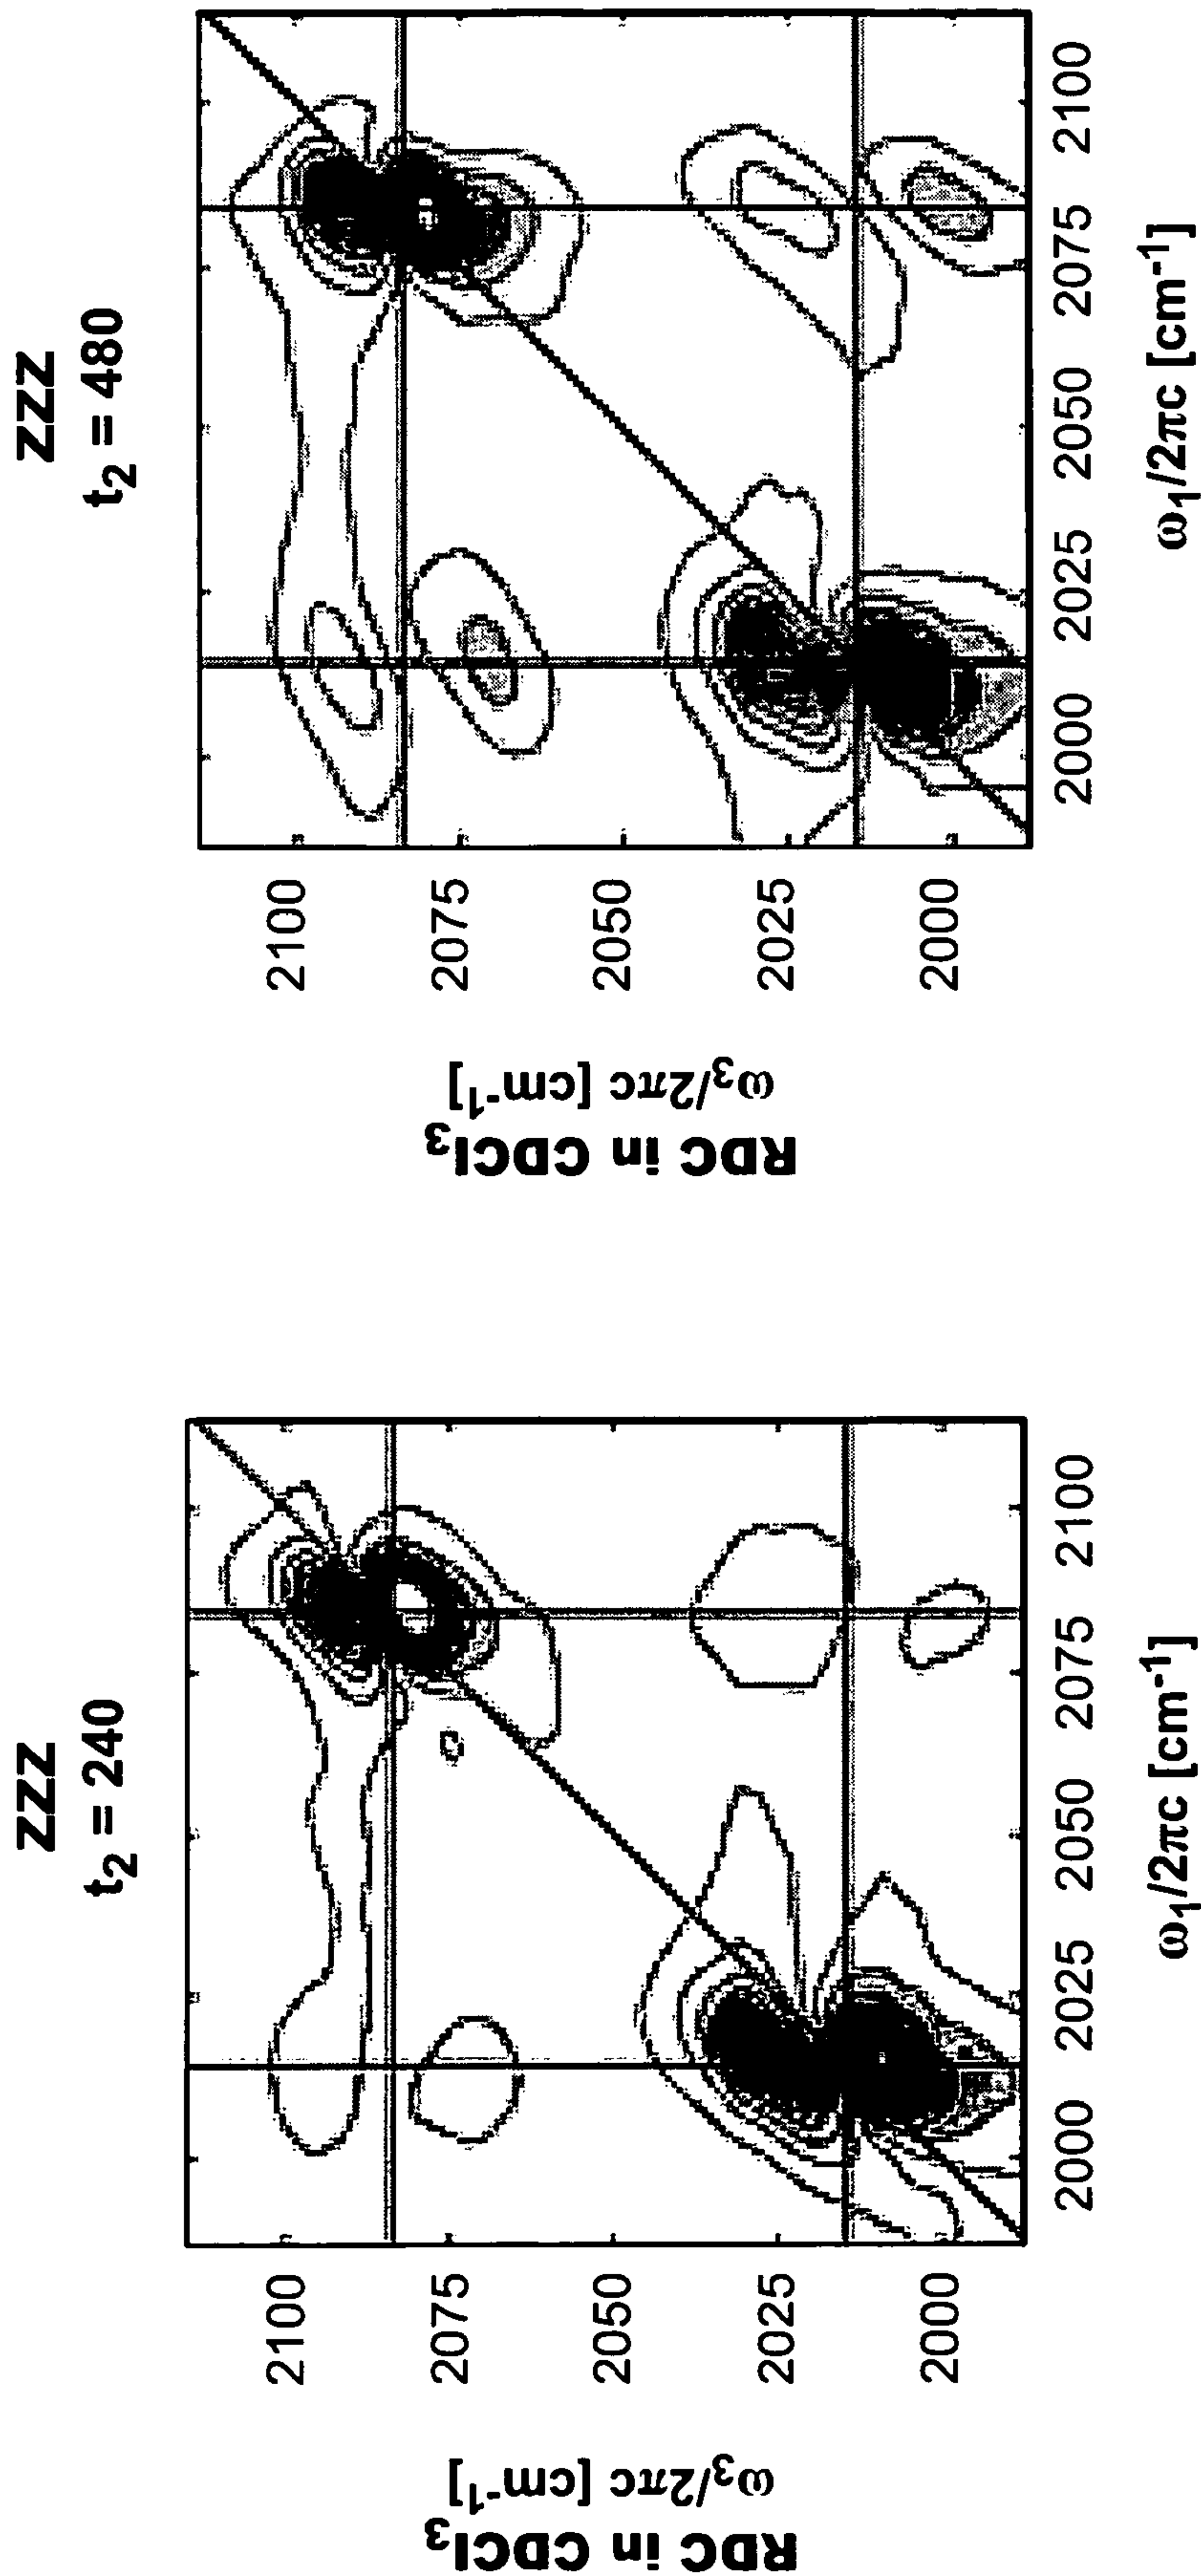 ZZZ
t₂ = 240
RDC in CDCl₃
ω₃/2πc [cm⁻¹]
2100
2075
2050
2025
2000
2000
2025
2050
2075
2100
ω₁/2πc [cm⁻¹]
ZZZ
t₂ = 480
RDC in CDCl₃
ω₃/2πc [cm⁻¹]
2100
2075
2050
2025
2000
2000
2025
2050
2075
2100
ω₁/2πc [cm⁻¹]